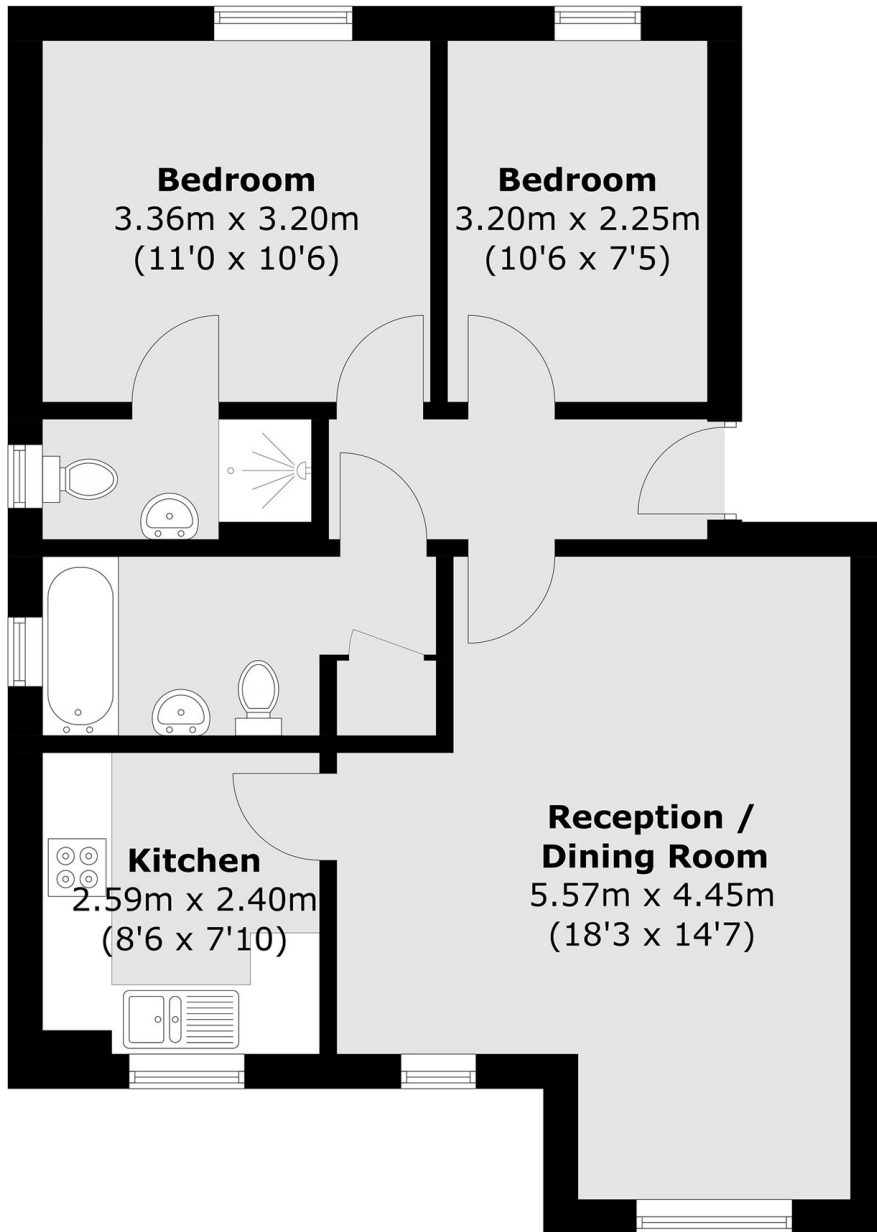 Bedroom
3.36m x 3.20m
(11'0 x 10'6)
Bedroom
3.20m x 2.25m
(10'6 x 7'5)
Kitchen
2.59m x 2.40m
(8'6 x 7'10)
Reception /
Dining Room
5.57m x 4.45m
(18'3 x 14'7)